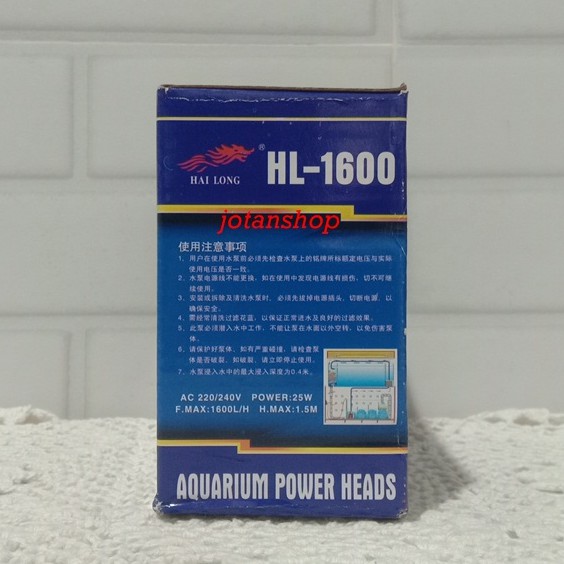 HAI LONG ®
HL-1600
jotanshop
使用注意事项
1、用户在使用水泵前必须先检查水泵上的铭牌所标额定电压与实际
使用电压是否一致。
2、水泵电源线不能更换，如在使用中发现电源线有损伤，切不可继
续使用。
3、安装或拆除及清洗水泵时，必须先拔掉电源插头，切断电源，以
确保安全。
4、需经常清洗过滤花蓝，以保证正常进水及良好的过滤效果。
5、此泵必须潜入水中工作，不能让泵在水面以外空转，以免伤害泵
体。
6、请保护好泵体，如有严重碰撞，请检查泵
体是否破裂，如破裂，请立即停止使用。
7、水泵浸入水中的最大浸入深度为0.4米。
AC 220/240V POWER:25W
F.MAX:1600L/H H.MAX:1.5M
AQUARIUM POWER HEADS